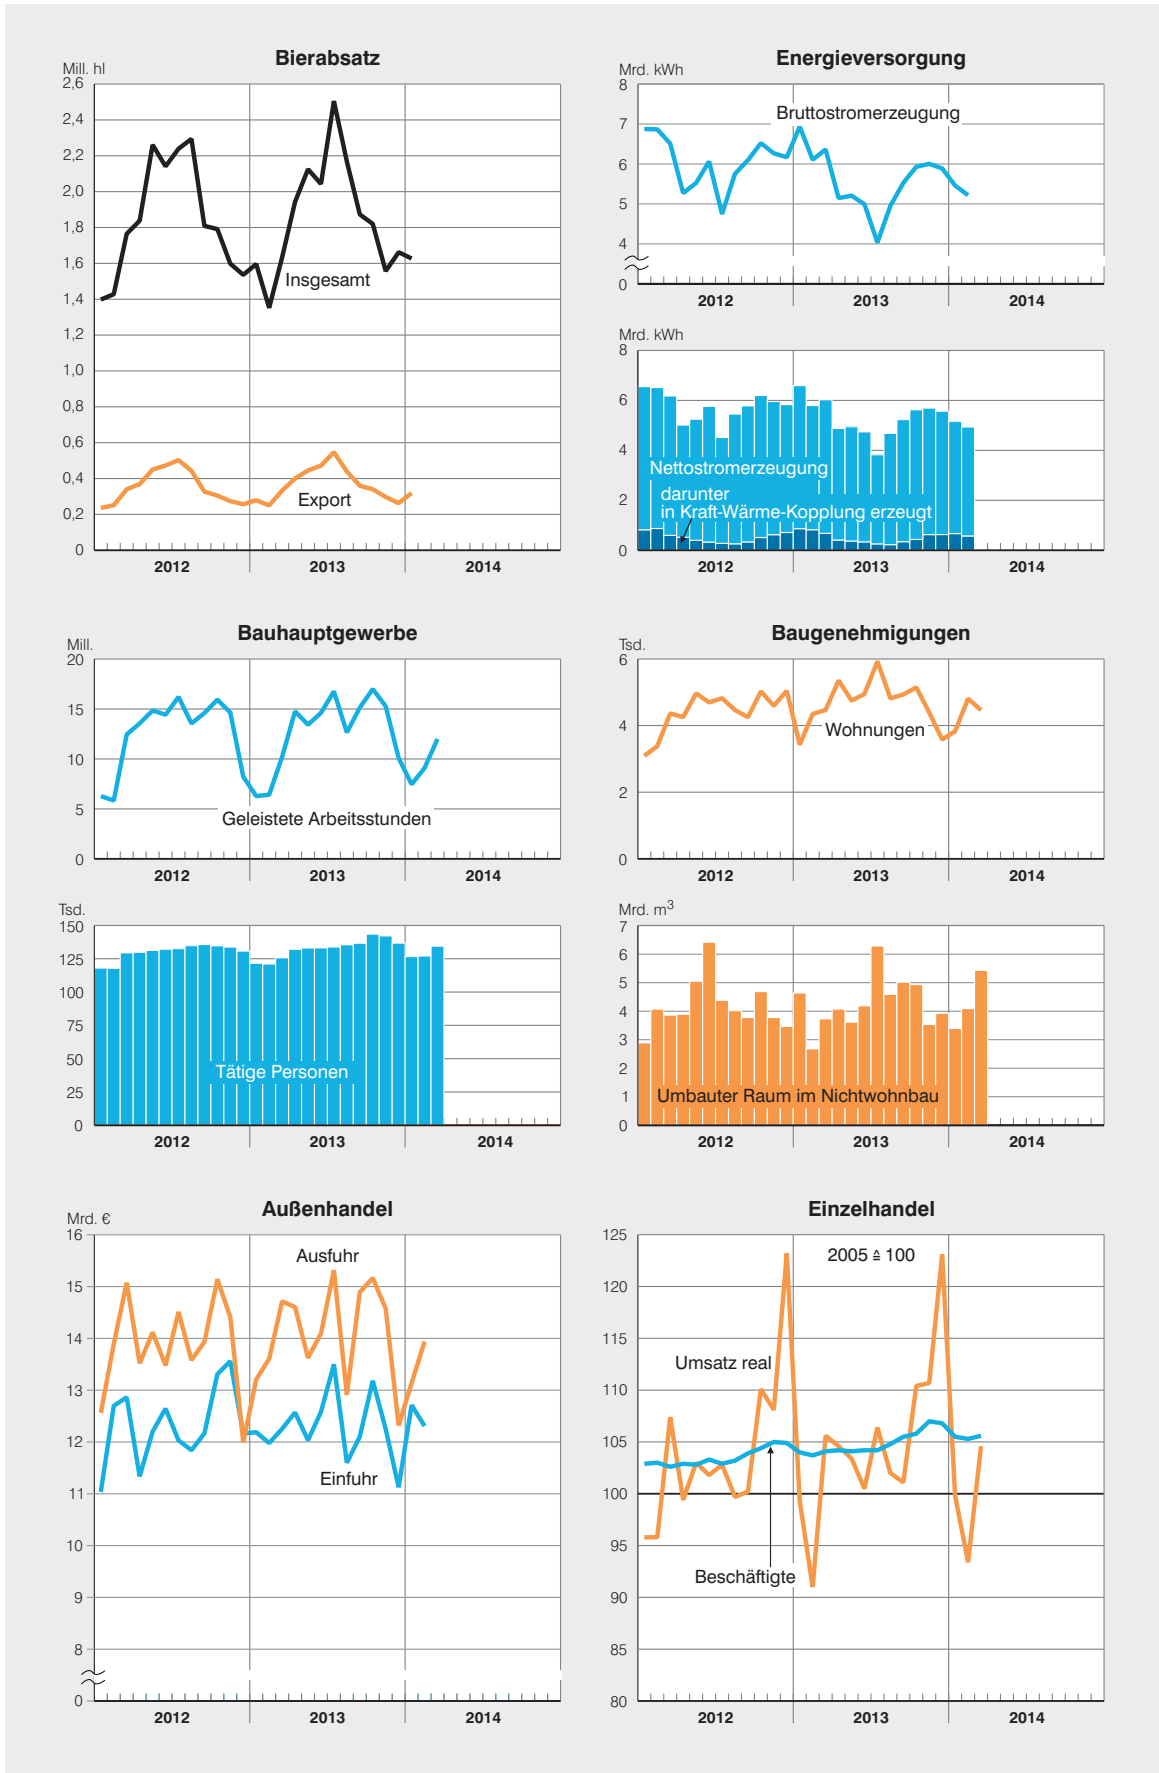 Bierabsatz
Mill. hl
2,6
2,4
2,2
2,0
1,8
1,6
1,4
1,2
1,0
0,8
0,6
0,4
0,2
0
Insgesamt
Export
2012 2013 2014
Energieversorgung
Mrd. kWh
8
7
6
5
4
0
Bruttostromerzeugung
2012 2013 2014
Mrd. kWh
8
6
4
2
0
Nettostromerzeugung
darunter
in Kraft-Wärme-Kopplung erzeugt
2012 2013 2014
Bauhauptgewerbe
Mill.
20
15
10
5
0
Geleistete Arbeitsstunden
2012 2013 2014
Tsd.
150
125
100
75
50
25
0
Tätige Personen
2012 2013 2014
Baugenehmigungen
Tsd.
6
4
2
0
Wohnungen
2012 2013 2014
Mrd. m³
7
6
5
4
3
2
1
0
Umbauter Raum im Nichtwohnbau
2012 2013 2014
Außenhandel
Mrd. €
16
15
14
13
12
11
10
9
8
0
Ausfuhr
Einfuhr
2012 2013 2014
Einzelhandel
125
120
115
110
105
100
95
90
85
80
2005 ≙ 100
Umsatz real
Beschäftigte
2012 2013 2014